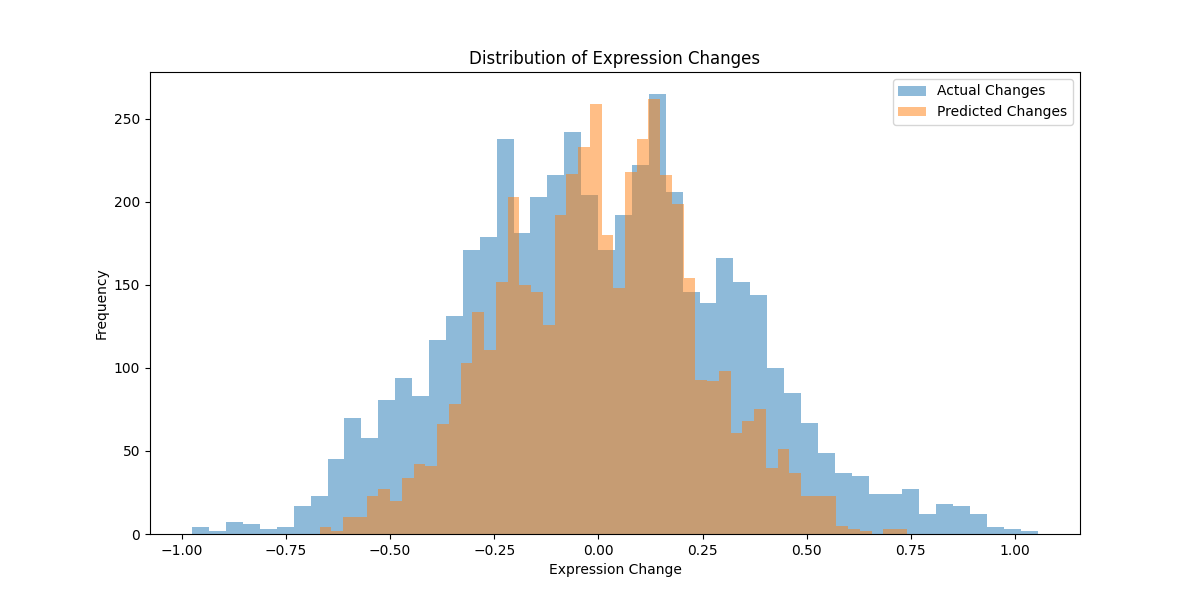 Distribution of Expression Changes
Actual Changes
Predicted Changes
Frequency
250
200
150
100
50
0
−1.00 −0.75 −0.50 −0.25 0.00 0.25 0.50 0.75 1.00
Expression Change